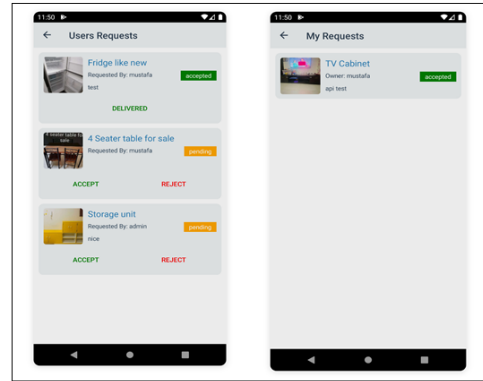 11:50
Users Requests
Fridge like new
Requested By: mustafa
accepted
test
DELIVERED
4 Seater table for sale
Requested By: mustafa
pending
ACCEPT REJECT
Storage unit
Requested By: admin
pending
nice
ACCEPT REJECT
11:50
My Requests
TV Cabinet
Owner: mustafa
accepted
api test